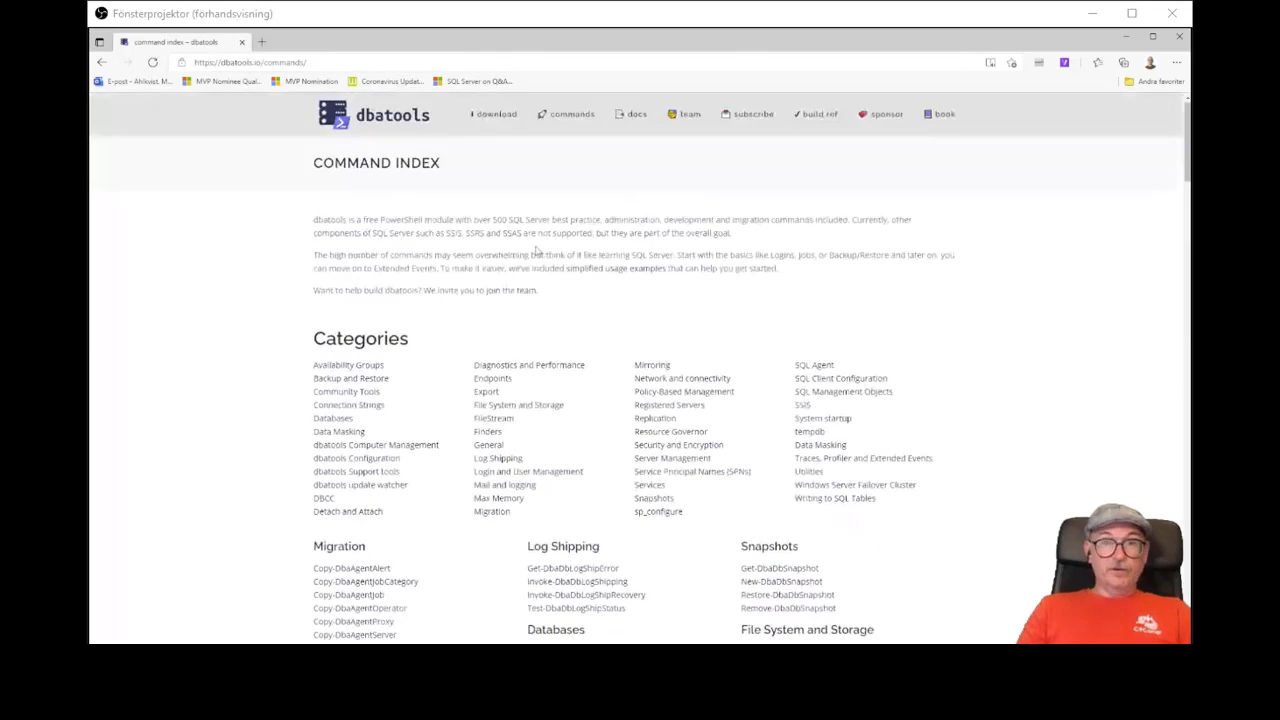 Fönsterprojektor (förhandsvisning)
command index – dbatools
https://dbatools.io/commands/
E-post - Ahlkvist, M...
MVP Nominee Qual...
MVP Nomination
Coronavirus Updat...
SQL Server on Q&A...
Andra favoriter
dbatools
download
commands
docs
team
subscribe
build ref
sponsor
book
COMMAND INDEX
dbatools is a free PowerShell module with over 500 SQL Server best practice, administration, development and migration commands included. Currently, other
components of SQL Server such as SSIS, SSRS and SSAS are not supported, but they are part of the overall goal.
The high number of commands may seem overwhelming but think of it like learning SQL Server. Start with the basics like Logins, Jobs, or Backup/Restore and later on, you
can move on to Extended Events. To make it easier, we've included simplified usage examples that can help you get started.
Want to help build dbatools? We invite you to join the team.
Categories
Availability Groups
Backup and Restore
Community Tools
Connection Strings
Databases
Data Masking
dbatools Computer Management
dbatools Configuration
dbatools Support tools
dbatools update watcher
DBCC
Detach and Attach
Diagnostics and Performance
Endpoints
Export
File System and Storage
FileStream
Finders
General
Log Shipping
Login and User Management
Mail and logging
Max Memory
Migration
Mirroring
Network and connectivity
Policy-Based Management
Registered Servers
Replication
Resource Governor
Security and Encryption
Server Management
Service Principal Names (SPNs)
Services
Snapshots
sp_configure
SQL Agent
SQL Client Configuration
SQL Management Objects
SSIS
System startup
tempdb
Data Masking
Traces, Profiler and Extended Events
Utilities
Windows Server Failover Cluster
Writing to SQL Tables
Migration
Copy-DbaAgentAlert
Copy-DbaAgentJobCategory
Copy-DbaAgentJob
Copy-DbaAgentOperator
Copy-DbaAgentProxy
Copy-DbaAgentServer
Log Shipping
Get-DbaDbLogShipError
Invoke-DbaDbLogShipping
Invoke-DbaDbLogShipRecovery
Test-DbaDbLogShipStatus
Databases
Snapshots
Get-DbaDbSnapshot
New-DbaDbSnapshot
Restore-DbaDbSnapshot
Remove-DbaDbSnapshot
File System and Storage